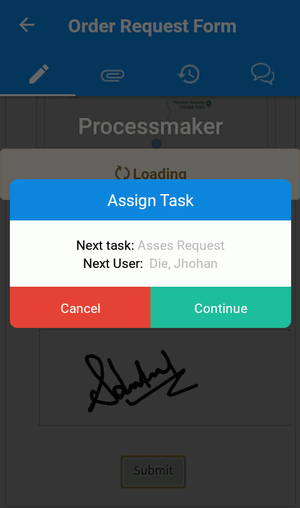 Order Request Form
Processmaker
Loading
Assign Task
Next task: Asses Request
Next User: Die, Jhohan
Cancel
Continue
Submit